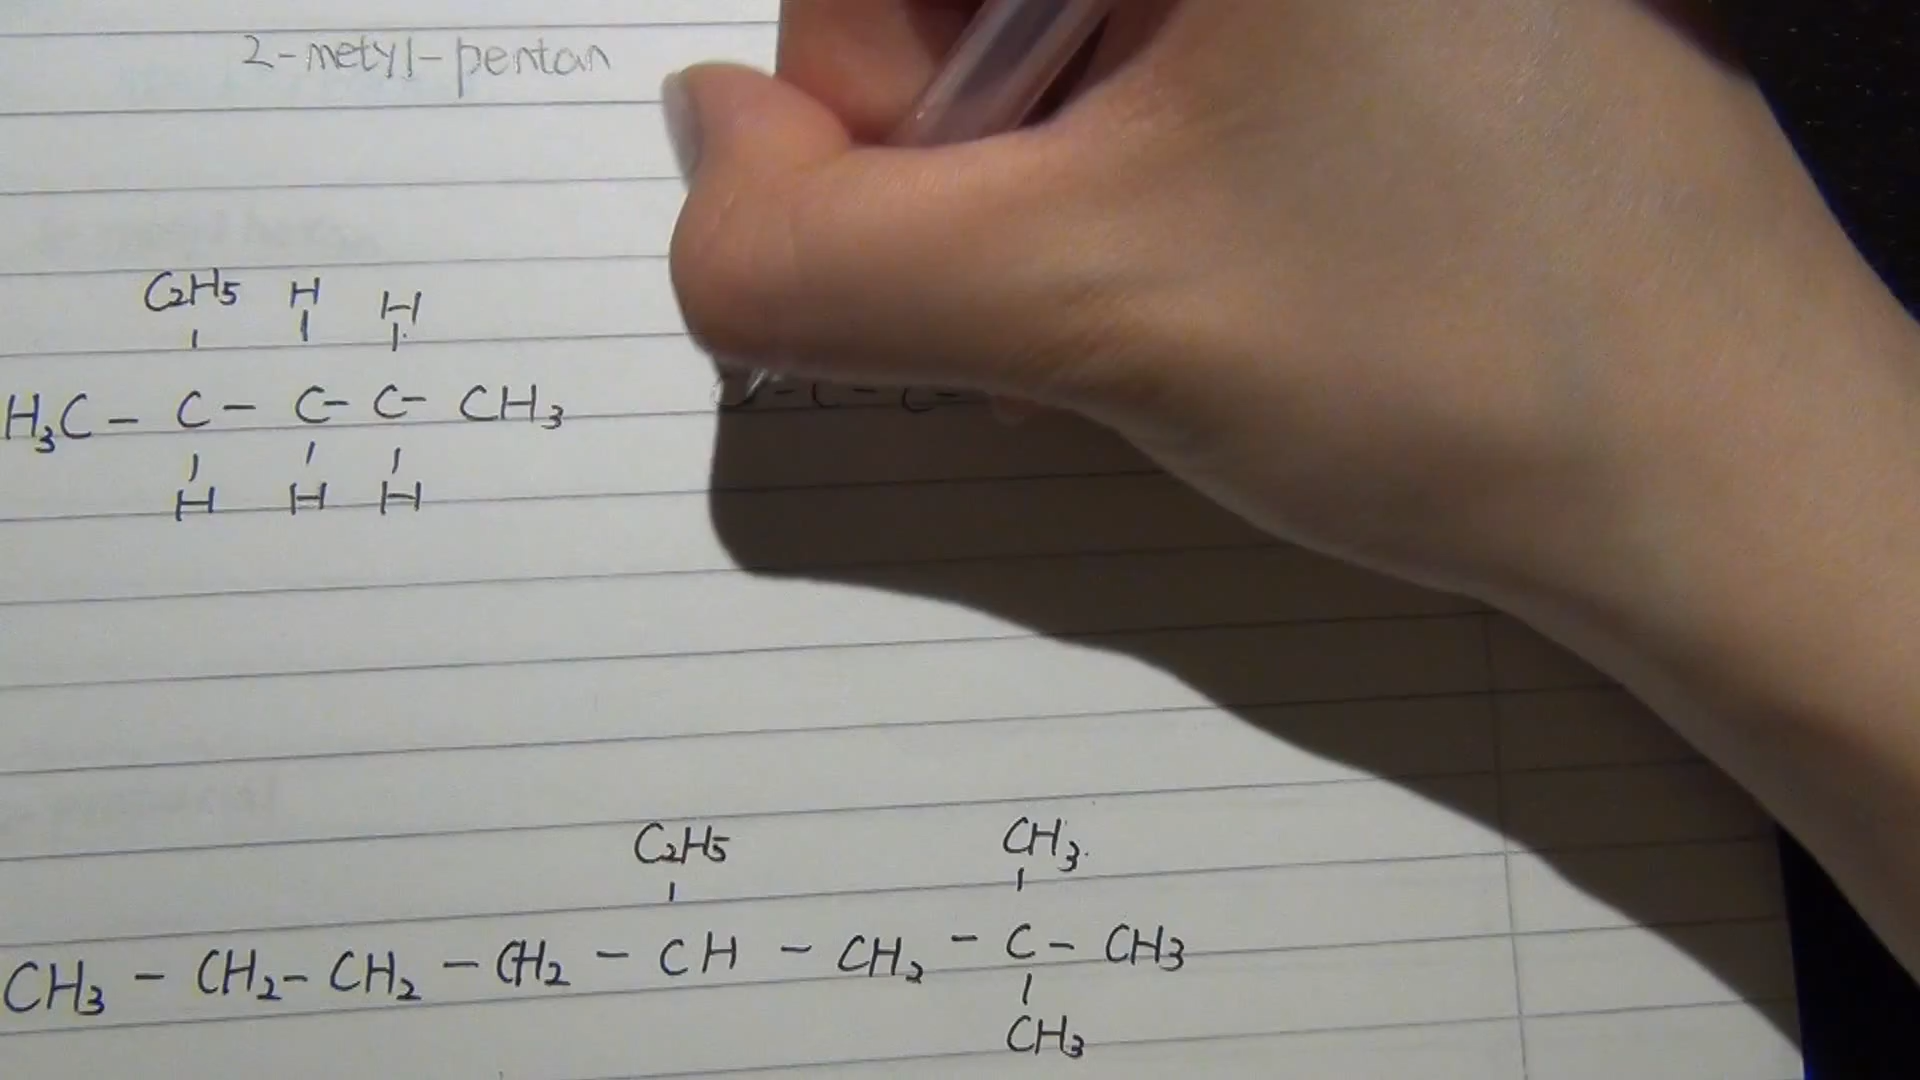 2-metyl-pentan
C2H5 H H
H3C - C - C - C - CH3
H H H
C2H5 CH3
CH3 - CH2 - CH2 - CH2 - CH - CH2 - C - CH3
CH3